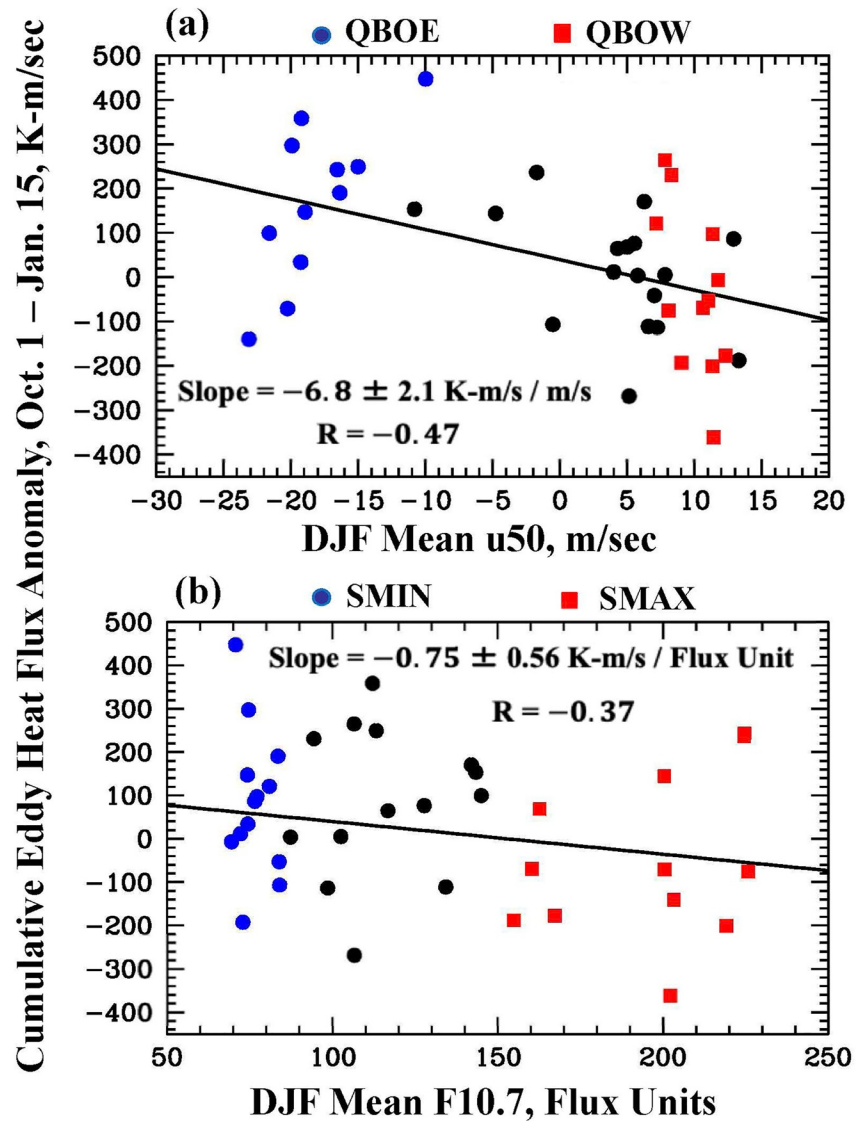 Cumulative Eddy Heat Flux Anomaly, Oct. 1 – Jan. 15, K-m/sec
(a) QBOE QBOW
500
400
300
200
100
0
−100
−200
−300
−400
Slope = −6.8 ± 2.1 K-m/s / m/s
R = −0.47
−30 −25 −20 −15 −10 −5 0 5 10 15 20
DJF Mean u50, m/sec
(b) SMIN SMAX
500
400
300
200
100
0
−100
−200
−300
−400
Slope = −0.75 ± 0.56 K-m/s / Flux Unit
R = −0.37
50 100 150 200 250
DJF Mean F10.7, Flux Units